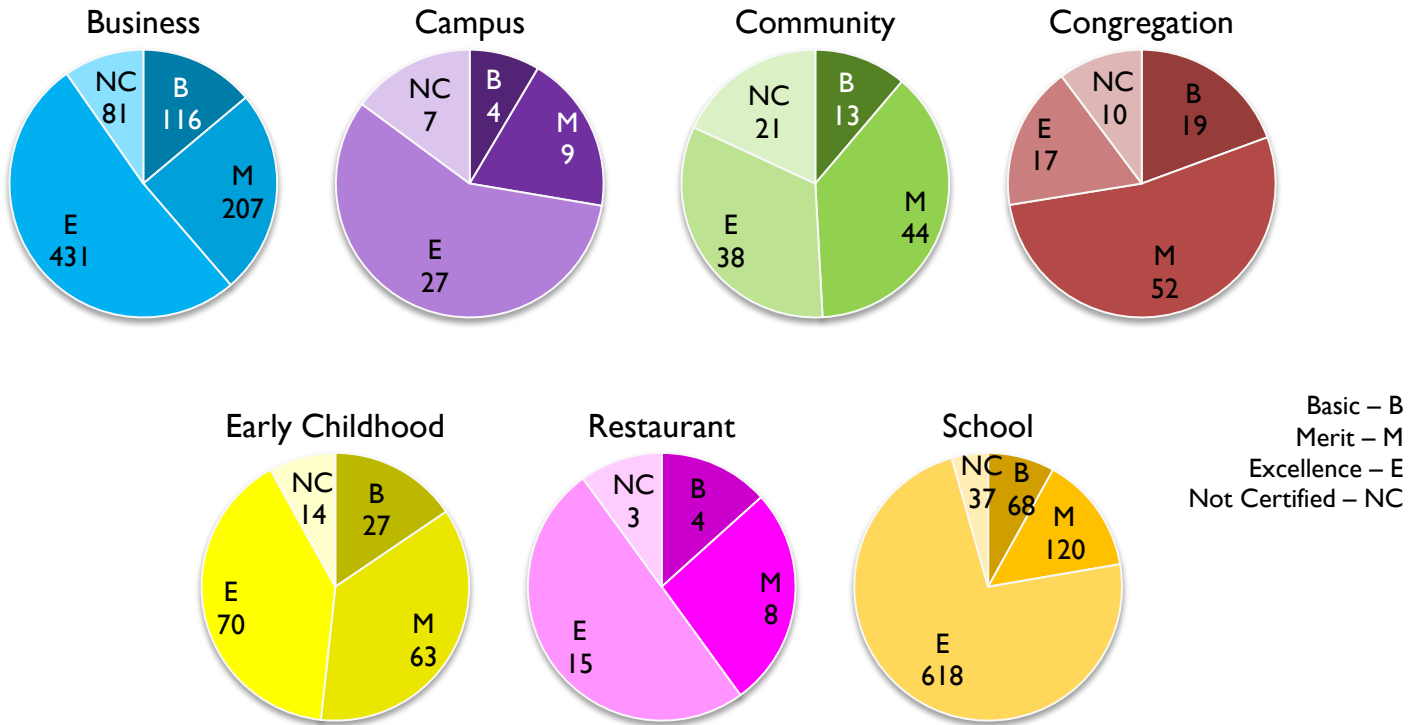 Business
NC
81
B
116
M
207
E
431
Campus
NC
7
B
4
M
9
E
27
Community
NC
21
B
13
M
44
E
38
Congregation
NC
10
B
19
E
17
M
52
Early Childhood
NC
14
B
27
E
70
M
63
Restaurant
NC
3
B
4
M
8
E
15
School
NC
37
B
68
M
120
E
618
Basic – B
Merit – M
Excellence – E
Not Certified – NC